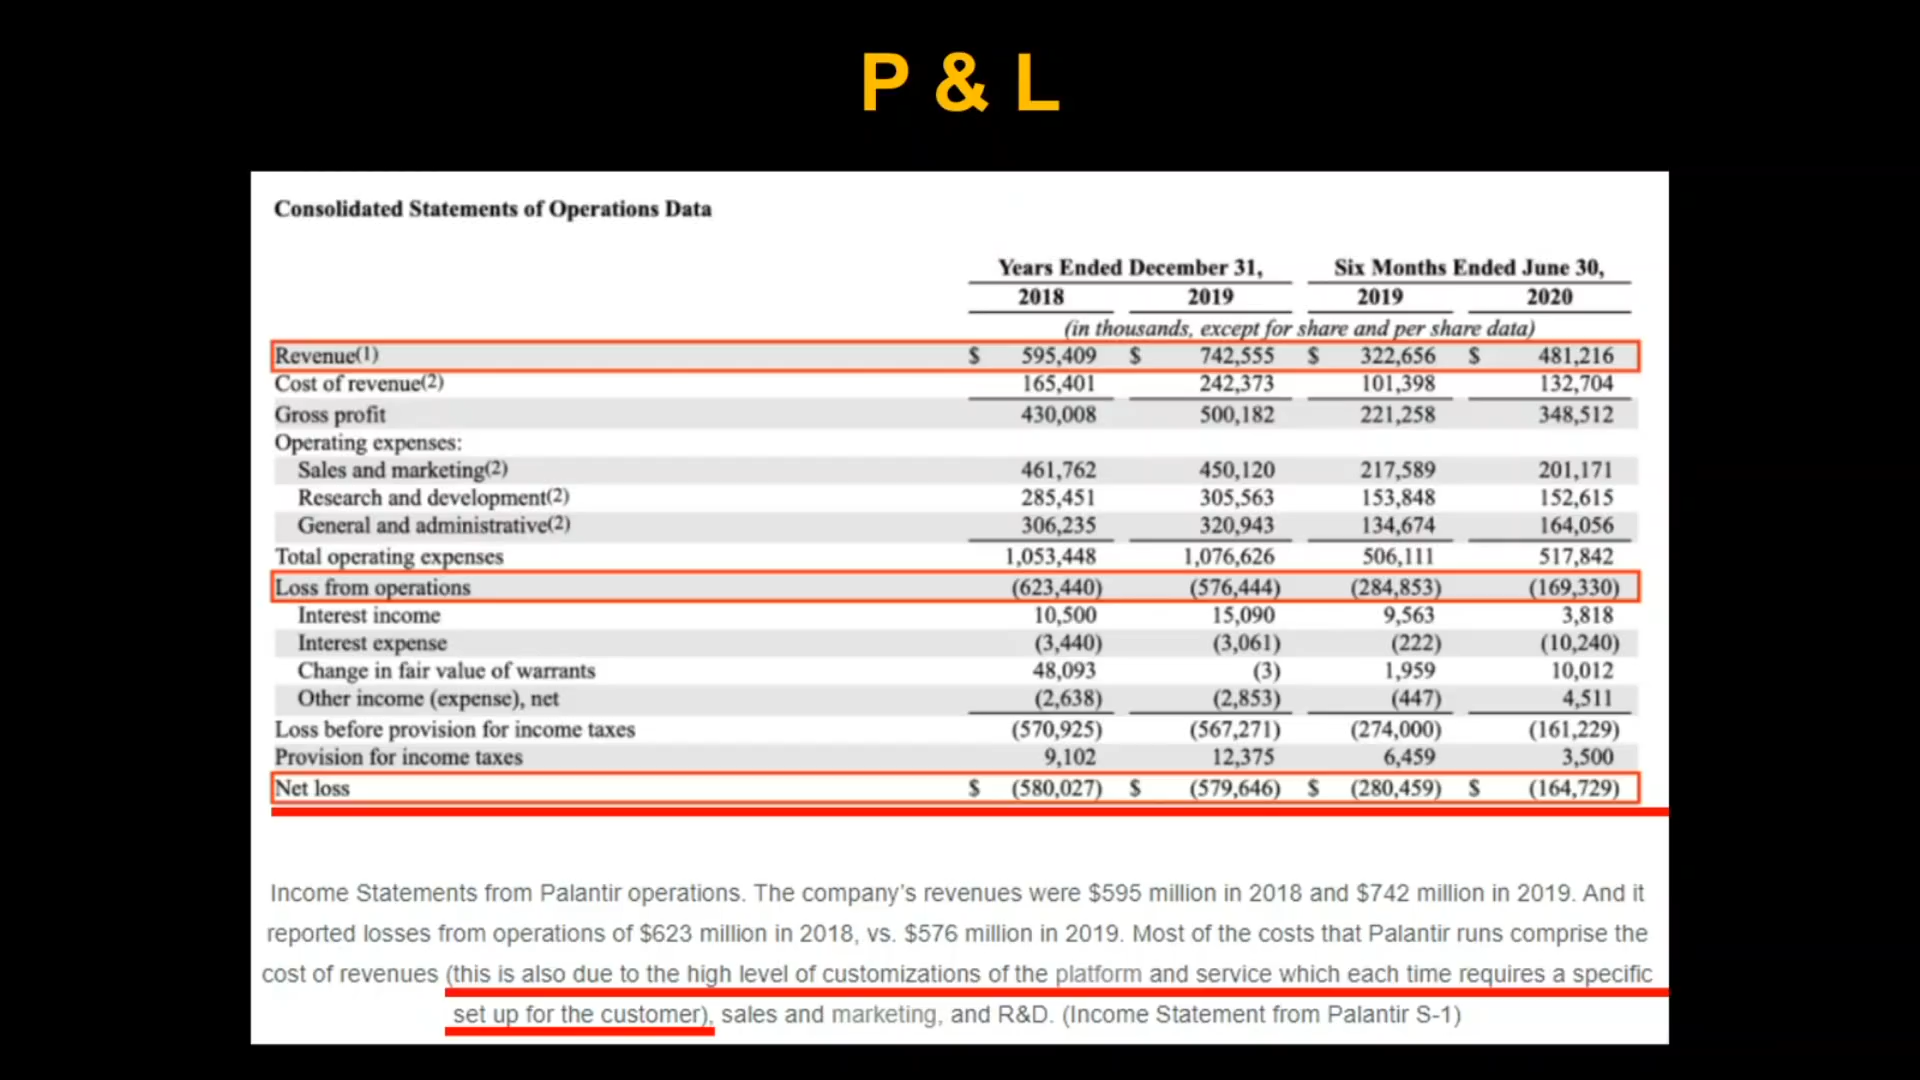 P & L
Consolidated Statements of Operations Data
Years Ended December 31, Six Months Ended June 30,
2018 2019 2019 2020
(in thousands, except for share and per share data)
Revenue(1) $ 595,409 $ 742,555 $ 322,656 $ 481,216
Cost of revenue(2) 165,401 242,373 101,398 132,704
Gross profit 430,008 500,182 221,258 348,512
Operating expenses:
Sales and marketing(2) 461,762 450,120 217,589 201,171
Research and development(2) 285,451 305,563 153,848 152,615
General and administrative(2) 306,235 320,943 134,674 164,056
Total operating expenses 1,053,448 1,076,626 506,111 517,842
Loss from operations (623,440) (576,444) (284,853) (169,330)
Interest income 10,500 15,090 9,563 3,818
Interest expense (3,440) (3,061) (222) (10,240)
Change in fair value of warrants 48,093 (3) 1,959 10,012
Other income (expense), net (2,638) (2,853) (447) 4,511
Loss before provision for income taxes (570,925) (567,271) (274,000) (161,229)
Provision for income taxes 9,102 12,375 6,459 3,500
Net loss $ (580,027) $ (579,646) $ (280,459) $ (164,729)
Income Statements from Palantir operations. The company's revenues were $595 million in 2018 and $742 million in 2019. And it
reported losses from operations of $623 million in 2018, vs. $576 million in 2019. Most of the costs that Palantir runs comprise the
cost of revenues (this is also due to the high level of customizations of the platform and service which each time requires a specific
set up for the customer), sales and marketing, and R&D. (Income Statement from Palantir S-1)